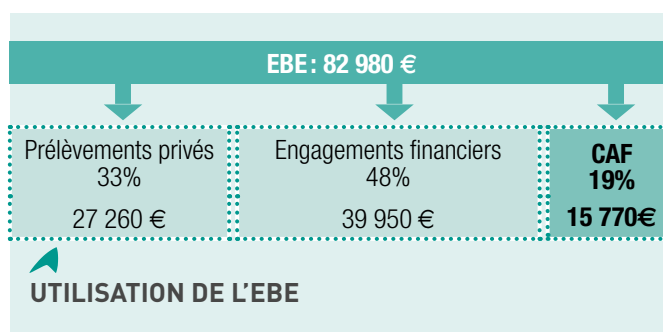 EBE : 82 980 €
Prélèvements privés
33%
27 260 €
Engagements financiers
48%
39 950 €
CAF
19%
15 770€
UTILISATION DE L’EBE